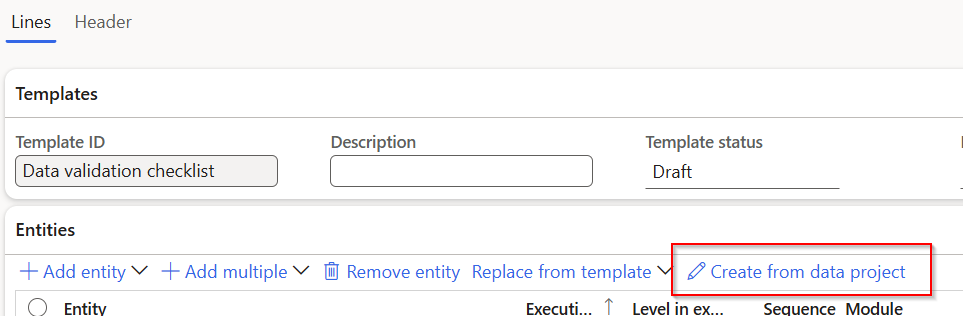 Lines Header
Templates
Template ID Description Template status
Data validation checklist Draft
Entities
Add entity Add multiple Remove entity Replace from template Create from data project
Entity Executi... Level in ex... Sequence Module